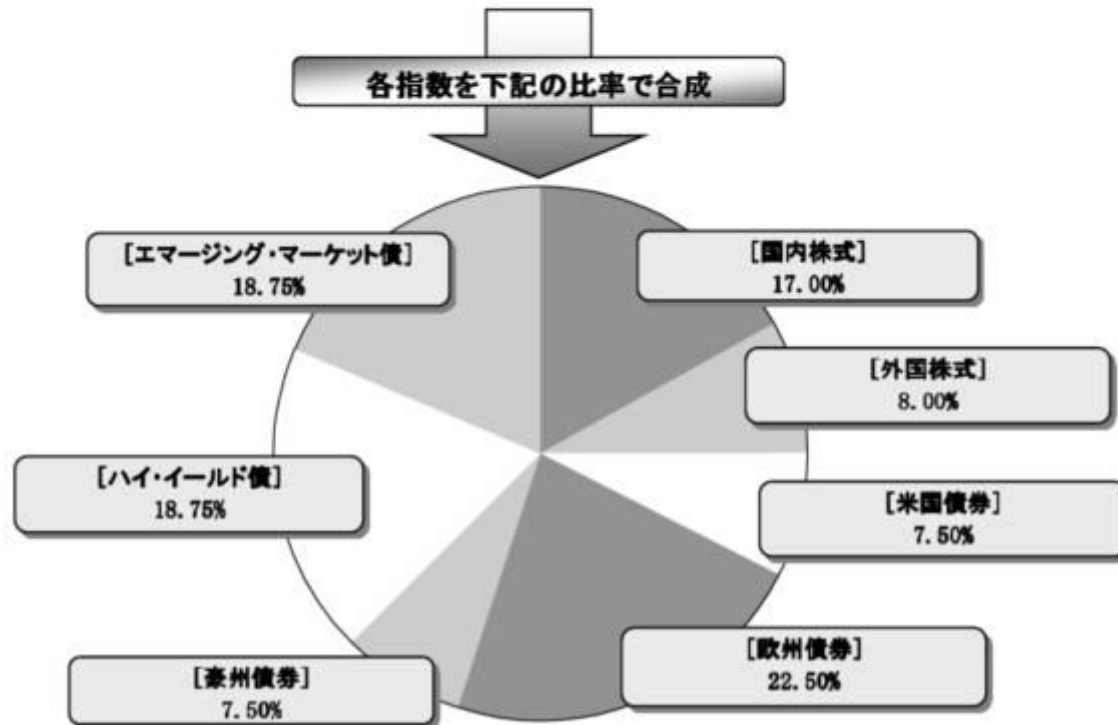 各指数を下記の比率で合成
[エマージング・マーケット債]
18.75%
[国内株式]
17.00%
[外国株式]
8.00%
[ハイ・イールド債]
18.75%
[米国債券]
7.50%
[豪州債券]
7.50%
[欧州債券]
22.50%